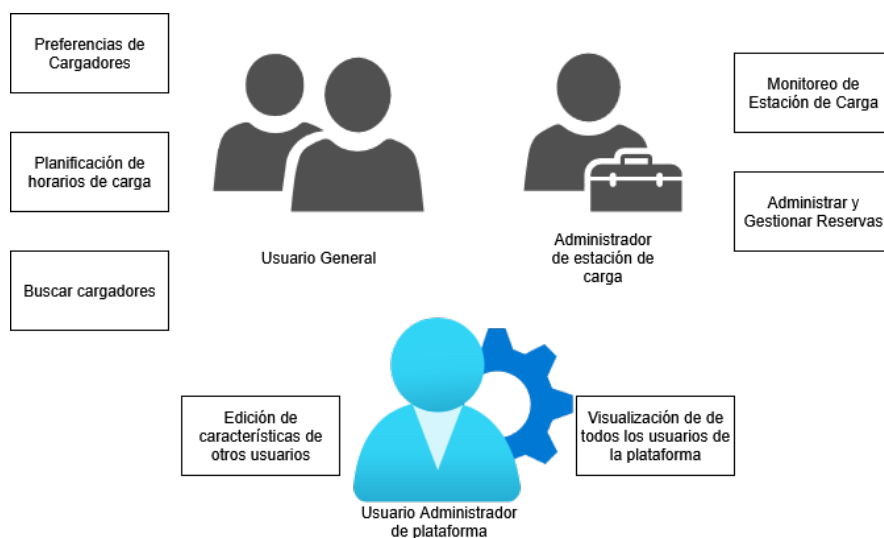 Preferencias de
Cargadores
Planificación de
horarios de carga
Buscar cargadores
Usuario General
Administrador
de estación de
carga
Monitoreo de
Estación de Carga
Administrar y
Gestionar Reservas
Edición de
características de
otros usuarios
Usuario Administrador
de plataforma
Visualización de de
todos los usuarios de
la plataforma